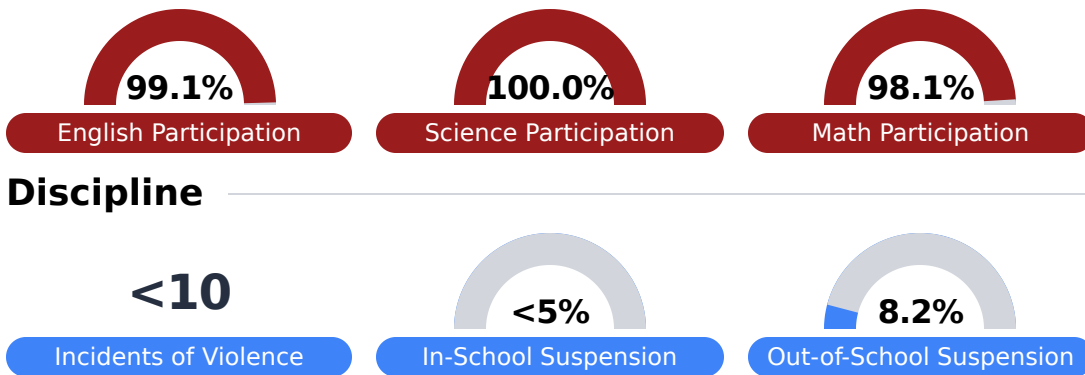 99.1% 100.0% 98.1%
English Participation Science Participation Math Participation
Discipline
<10 <5% 8.2%
Incidents of Violence In-School Suspension Out-of-School Suspension